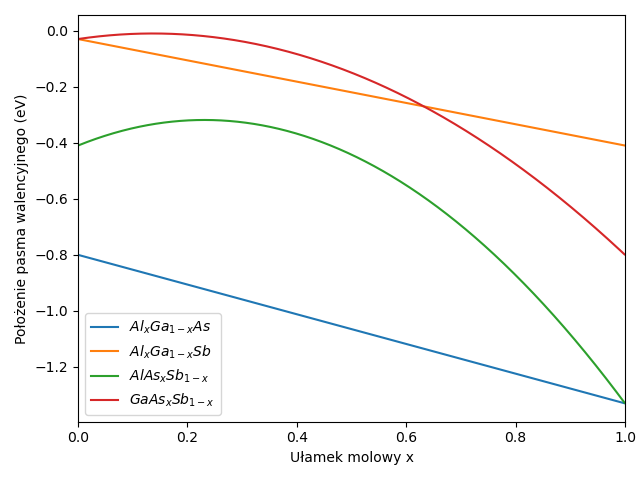 0.0
−0.2
−0.4
−0.6
−0.8
−1.0
−1.2
Położenie pasma walencyjnego (eV)
AlₓGa₁₋ₓAs
AlₓGa₁₋ₓSb
AlAsₓSb₁₋ₓ
GaAsₓSb₁₋ₓ
0.0 0.2 0.4 0.6 0.8 1.0
Ułamek molowy x